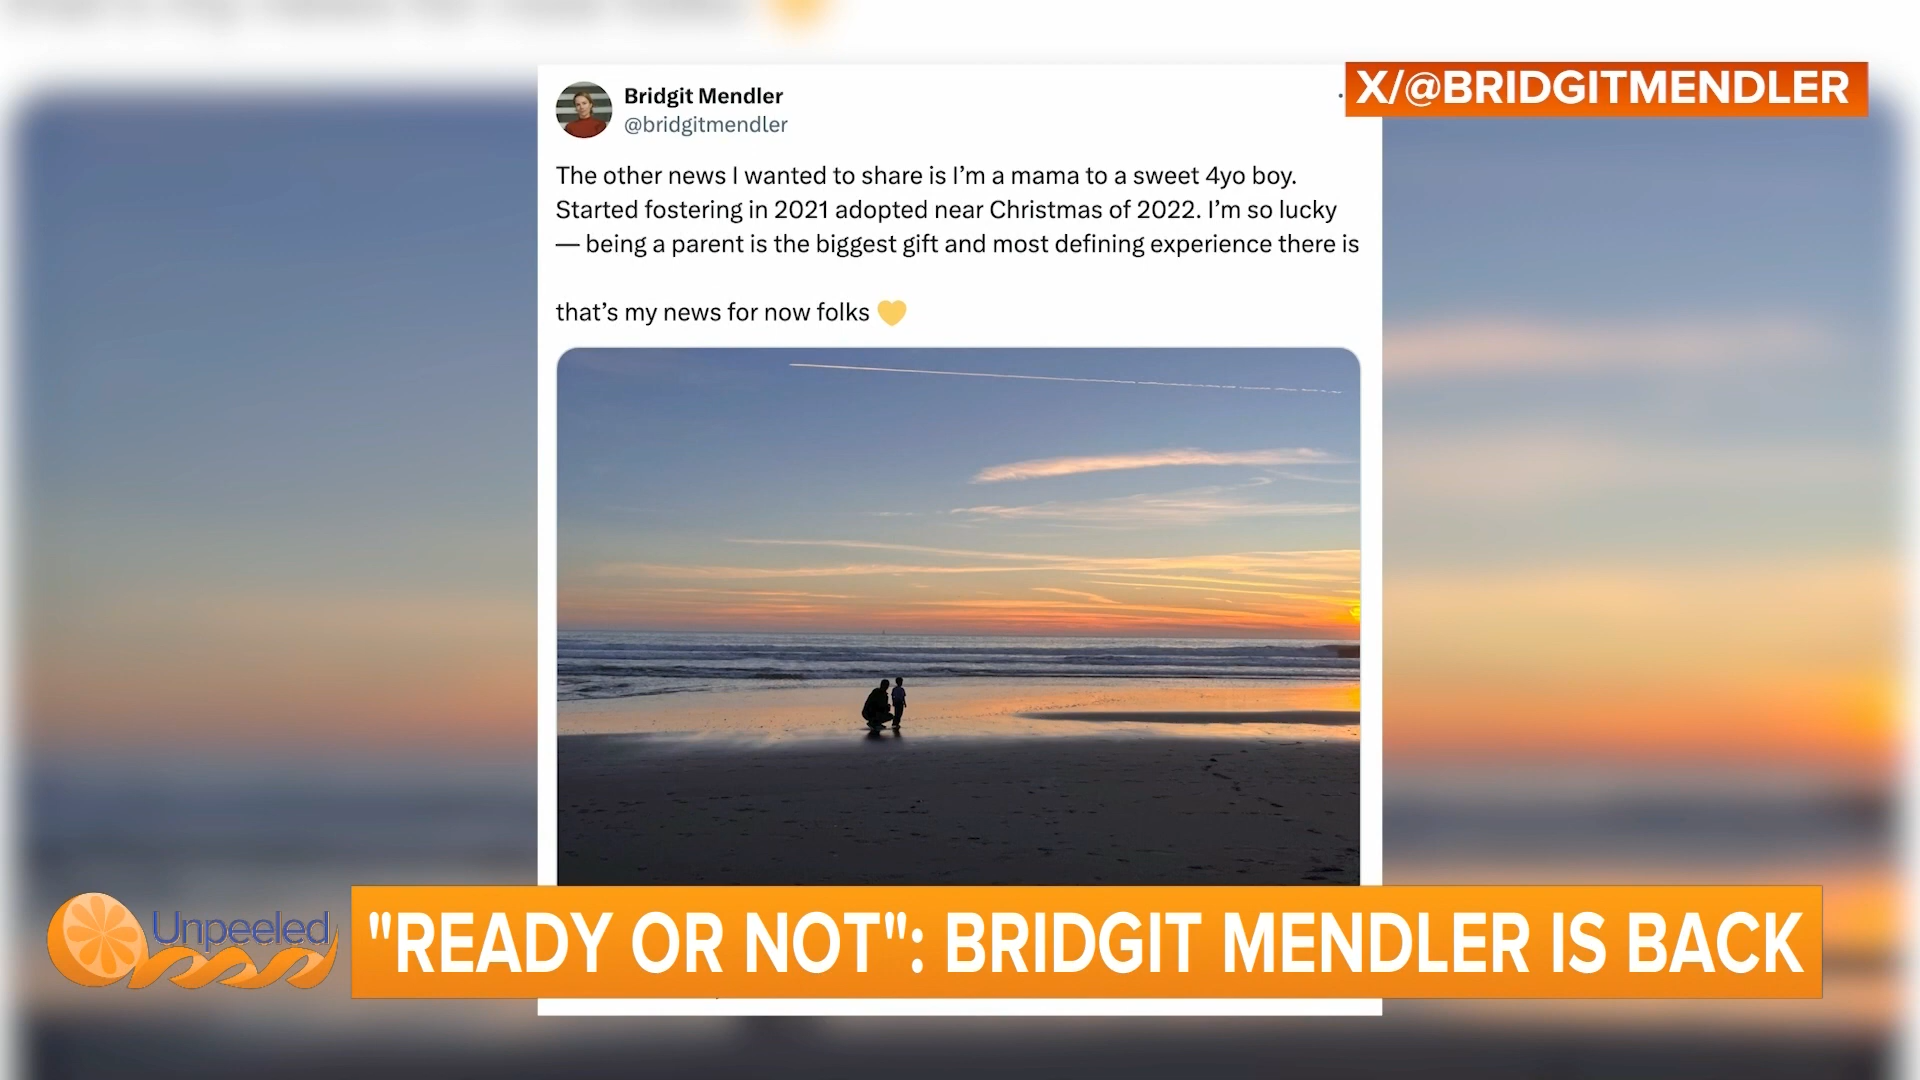 X/@BRIDGITMENDLER
Bridgit Mendler
@bridgitmendler
The other news I wanted to share is I’m a mama to a sweet 4yo boy.
Started fostering in 2021 adopted near Christmas of 2022. I’m so lucky
— being a parent is the biggest gift and most defining experience there is
that’s my news for now folks 💛
Unpeeled
"READY OR NOT": BRIDGIT MENDLER IS BACK